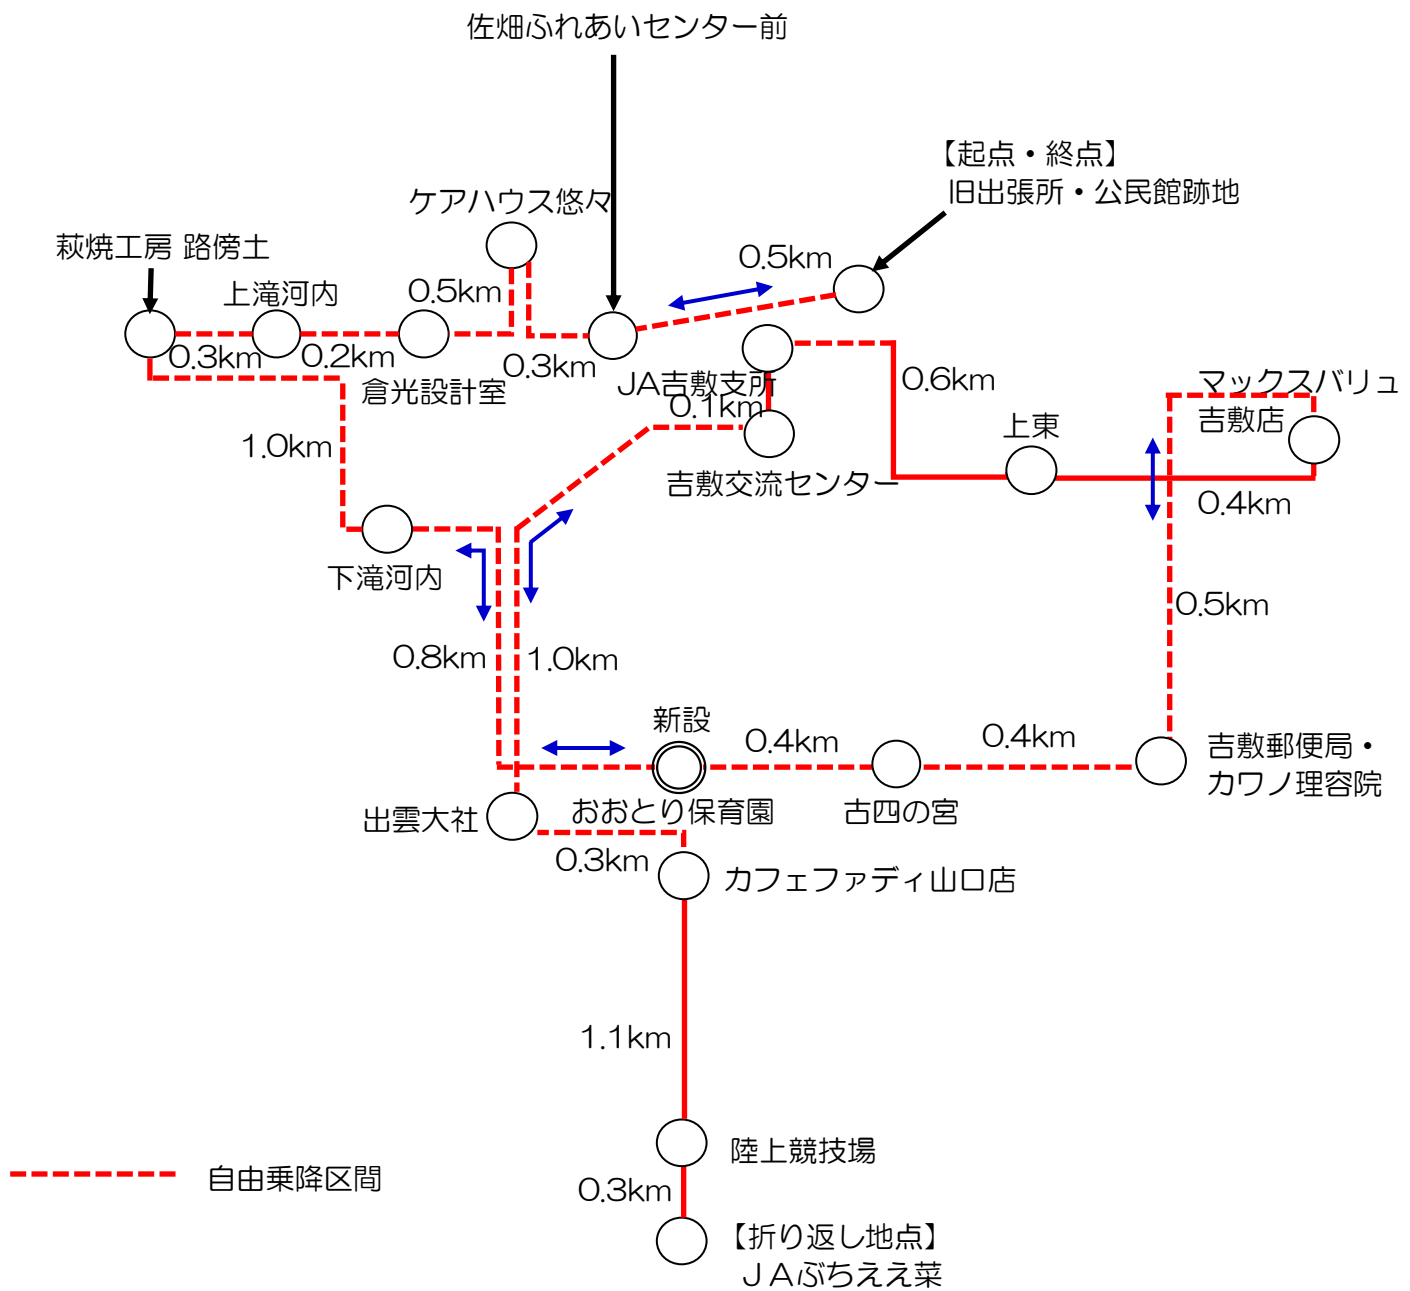 佐畑ふれあいセンター前
【起点・終点】
旧出張所・公民館跡地
ケアハウス悠々
萩焼工房 路傍土
0.5km
上滝河内
0.5km
0.3km
0.2km
0.3km
倉光設計室
JA吉敷支所
0.1km
0.6km
マックスバリュ
吉敷店
上東
1.0km
吉敷交流センター
0.4km
下滝河内
0.5km
0.8km
1.0km
新設
0.4km
0.4km
吉敷郵便局・
カワノ理容院
出雲大社
おおとり保育園
古四の宮
0.3km
カフェファディ山口店
1.1km
陸上競技場
自由乗降区間
0.3km
【折り返し地点】
ＪＡぶちええ菜